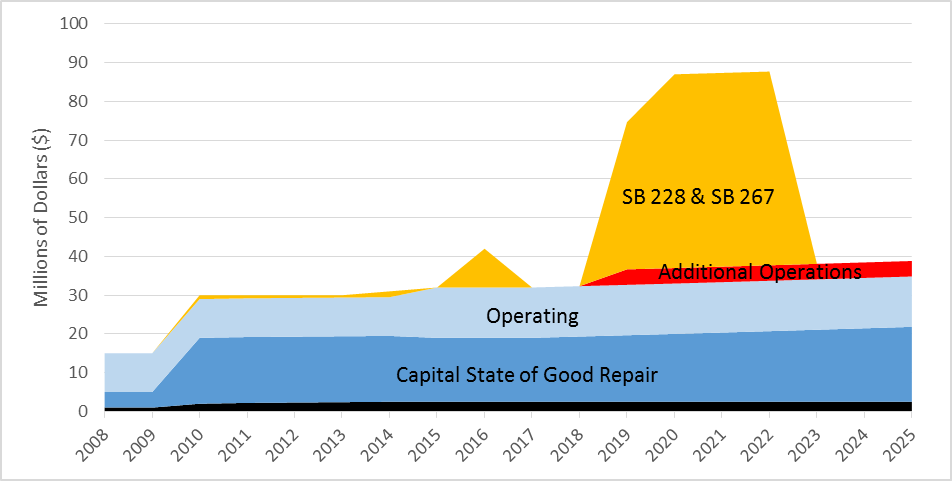 100
90
80
70
60
50
40
30
20
10
0
Millions of Dollars ($)
SB 228 & SB 267
Additional Operations
Operating
Capital State of Good Repair
2008 2009 2010 2011 2012 2013 2014 2015 2016 2017 2018 2019 2020 2021 2022 2023 2024 2025